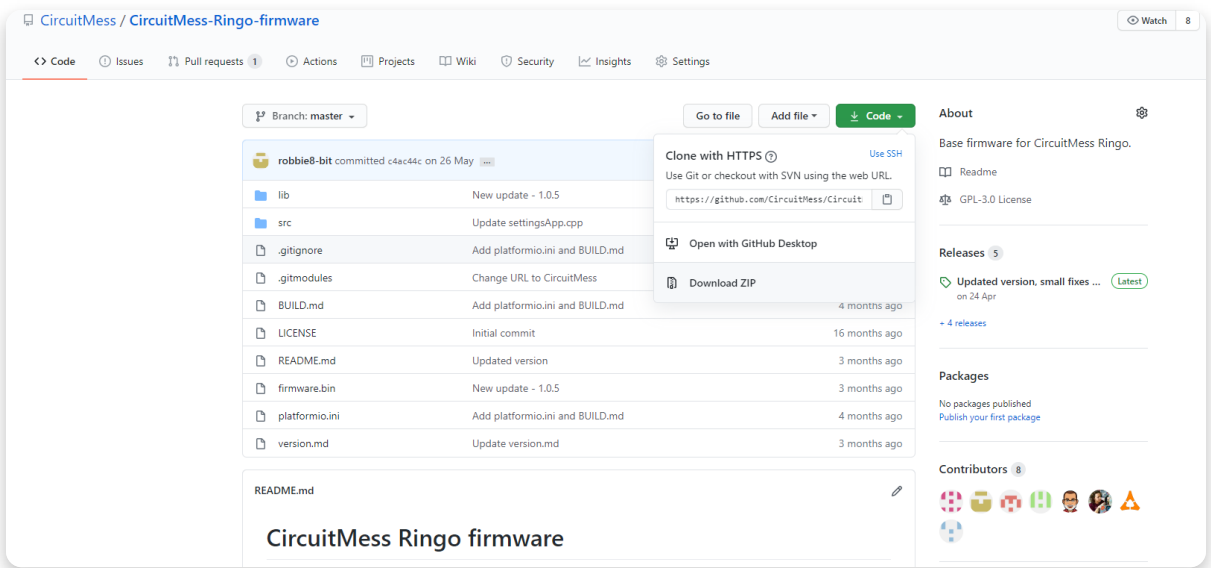 CircuitMess / CircuitMess-Ringo-firmware
Watch 8
Code Issues Pull requests 1 Actions Projects Wiki Security Insights Settings
Branch: master
Go to file Add file Code
robbie8-bit committed c4ac44c on 26 May ...
lib New update - 1.0.5
src Update settingsApp.cpp
.gitignore Add platformio.ini and BUILD.md
.gitmodules Change URL to CircuitMess
BUILD.md Add platformio.ini and BUILD.md 4 months ago
LICENSE Initial commit 16 months ago
README.md Updated version 3 months ago
firmware.bin New update - 1.0.5 3 months ago
platformio.ini Add platformio.ini and BUILD.md 4 months ago
version.md Update version.md 3 months ago
Clone with HTTPS ? Use SSH
Use Git or checkout with SVN using the web URL.
https://github.com/CircuitMess/Circuit
Open with GitHub Desktop
Download ZIP
README.md
CircuitMess Ringo firmware
About
Base firmware for CircuitMess Ringo.
Readme
GPL-3.0 License
Releases 5
Updated version, small fixes ... Latest
on 24 Apr
+ 4 releases
Packages
No packages published
Publish your first package
Contributors 8